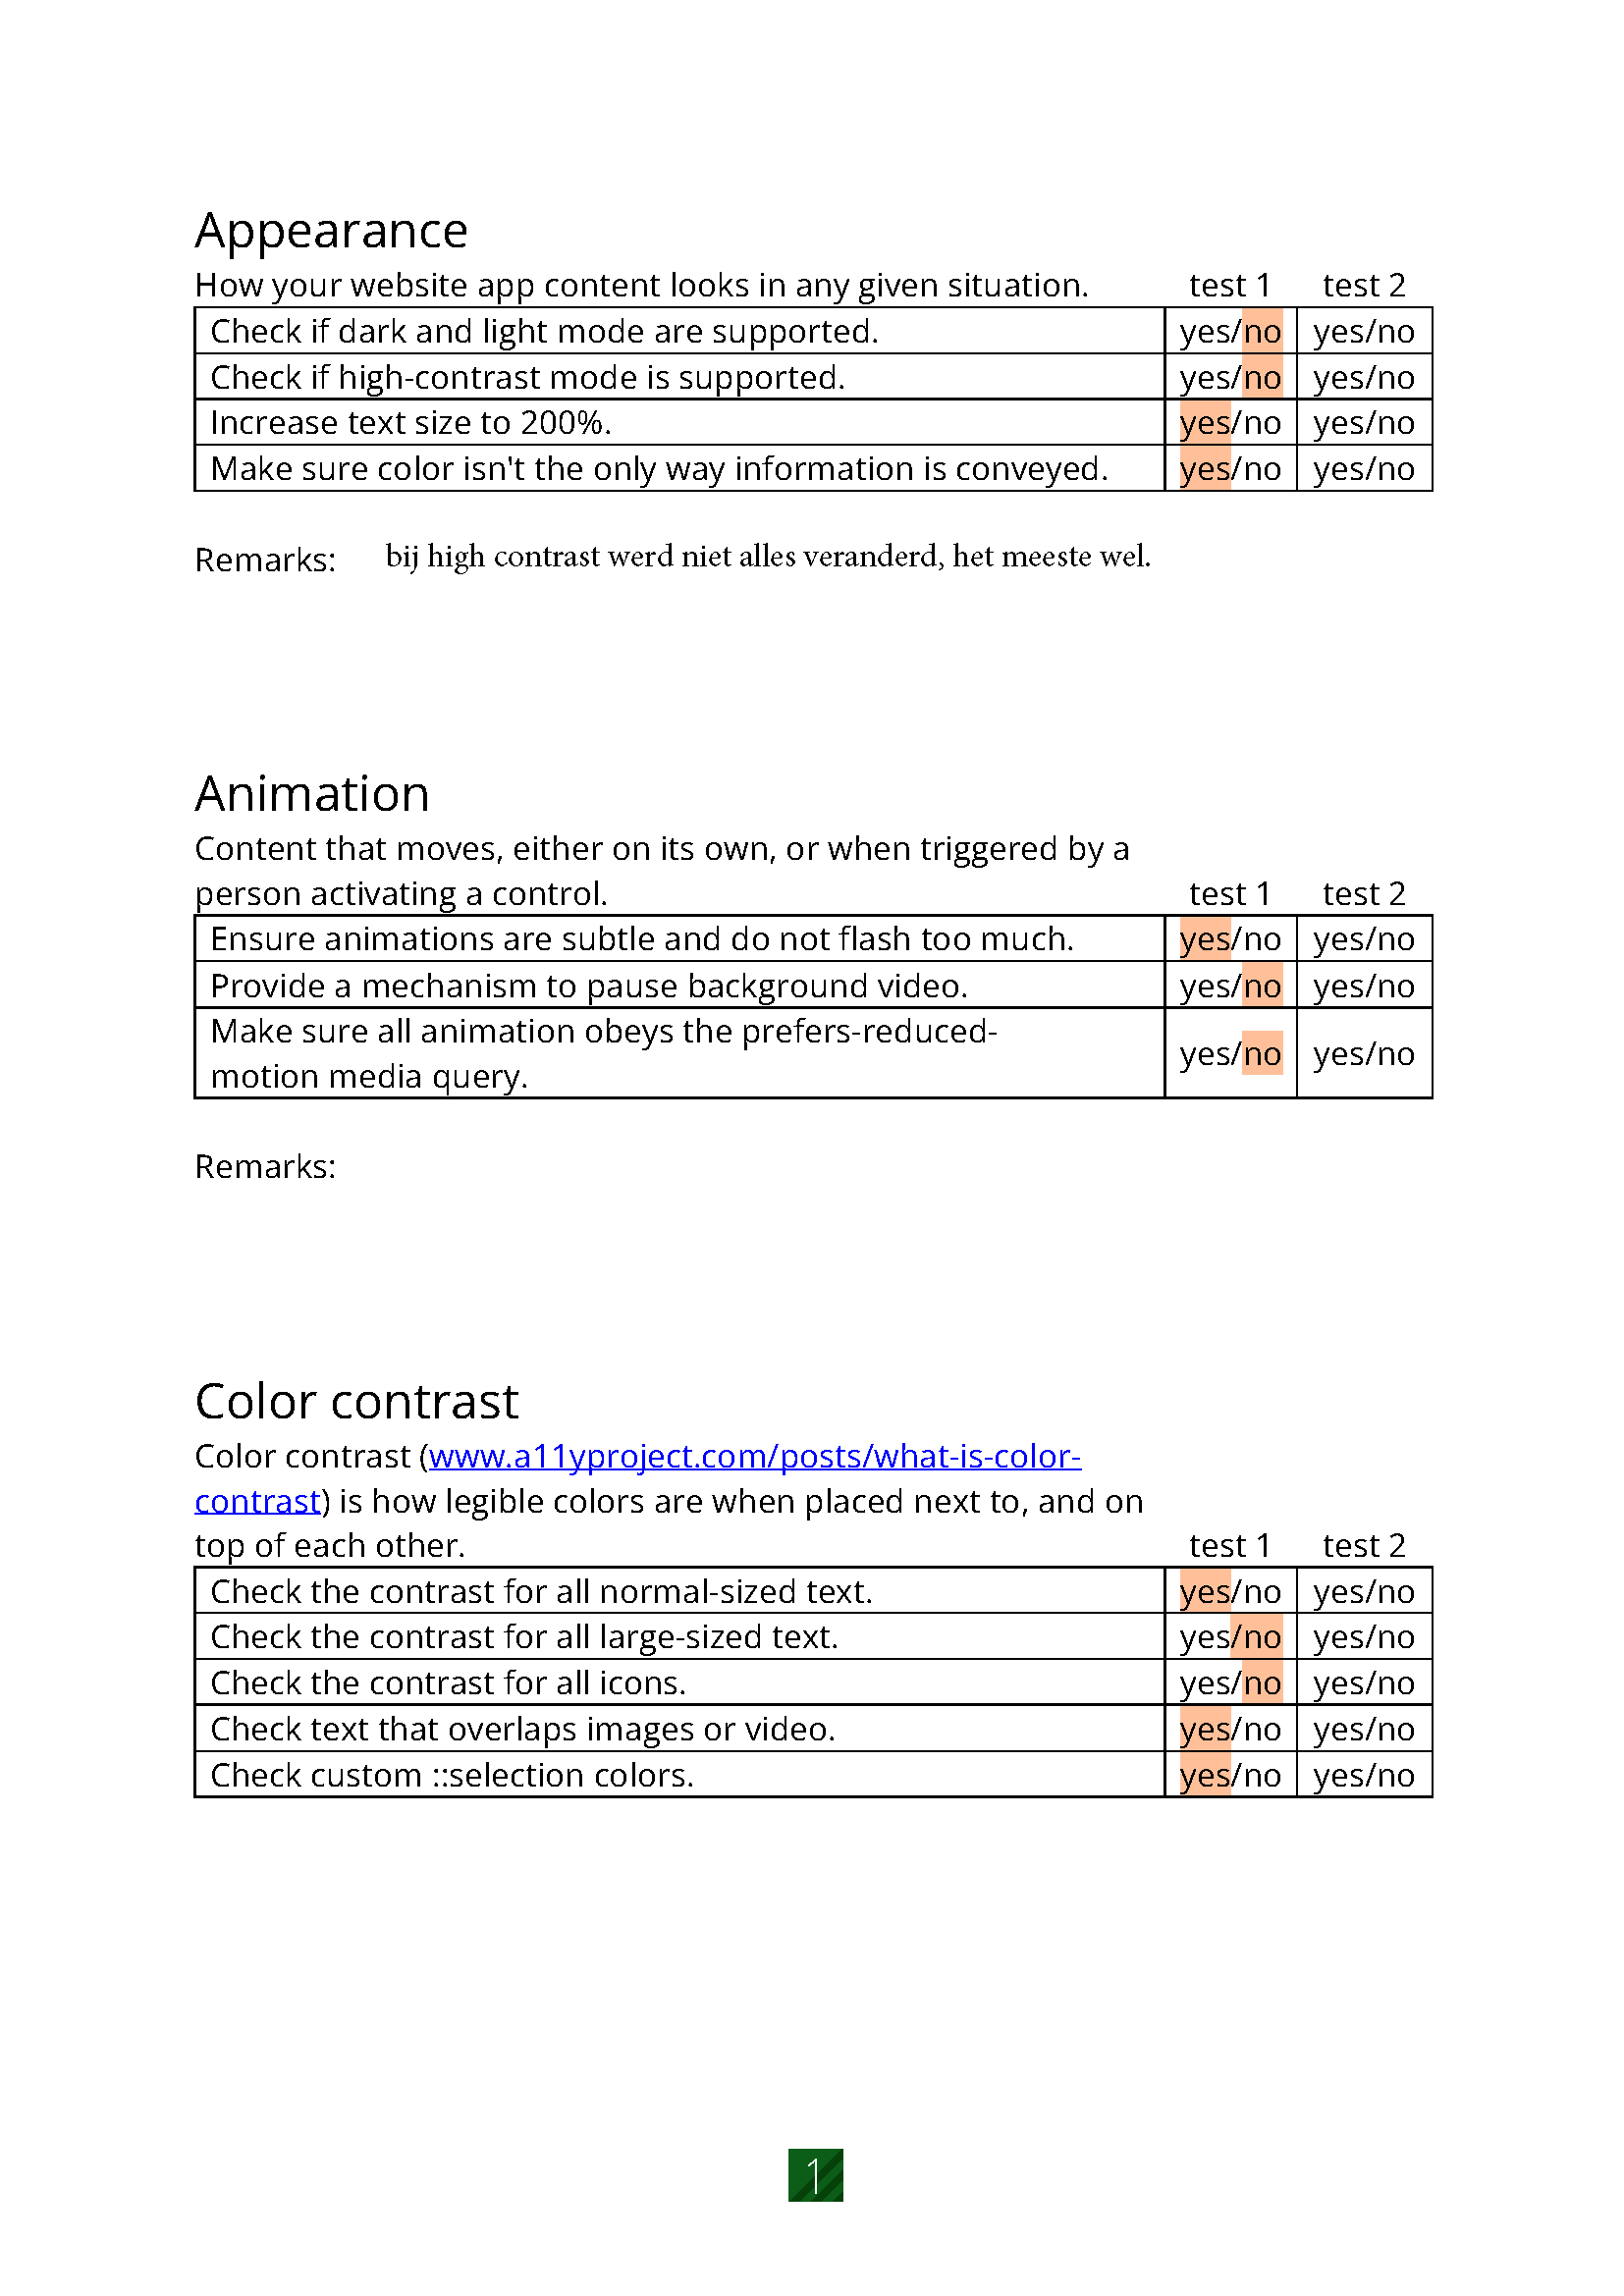 Appearance
How your website app content looks in any given situation. test 1 test 2
Check if dark and light mode are supported. yes/no yes/no
Check if high-contrast mode is supported. yes/no yes/no
Increase text size to 200%. yes/no yes/no
Make sure color isn't the only way information is conveyed. yes/no yes/no
Remarks: bij high contrast werd niet alles veranderd, het meeste wel.
Animation
Content that moves, either on its own, or when triggered by a
person activating a control. test 1 test 2
Ensure animations are subtle and do not flash too much. yes/no yes/no
Provide a mechanism to pause background video. yes/no yes/no
Make sure all animation obeys the prefers-reduced-
motion media query. yes/no yes/no
Remarks:
Color contrast
Color contrast (www.a11yproject.com/posts/what-is-color-
contrast) is how legible colors are when placed next to, and on
top of each other. test 1 test 2
Check the contrast for all normal-sized text. yes/no yes/no
Check the contrast for all large-sized text. yes/no yes/no
Check the contrast for all icons. yes/no yes/no
Check text that overlaps images or video. yes/no yes/no
Check custom ::selection colors. yes/no yes/no
1